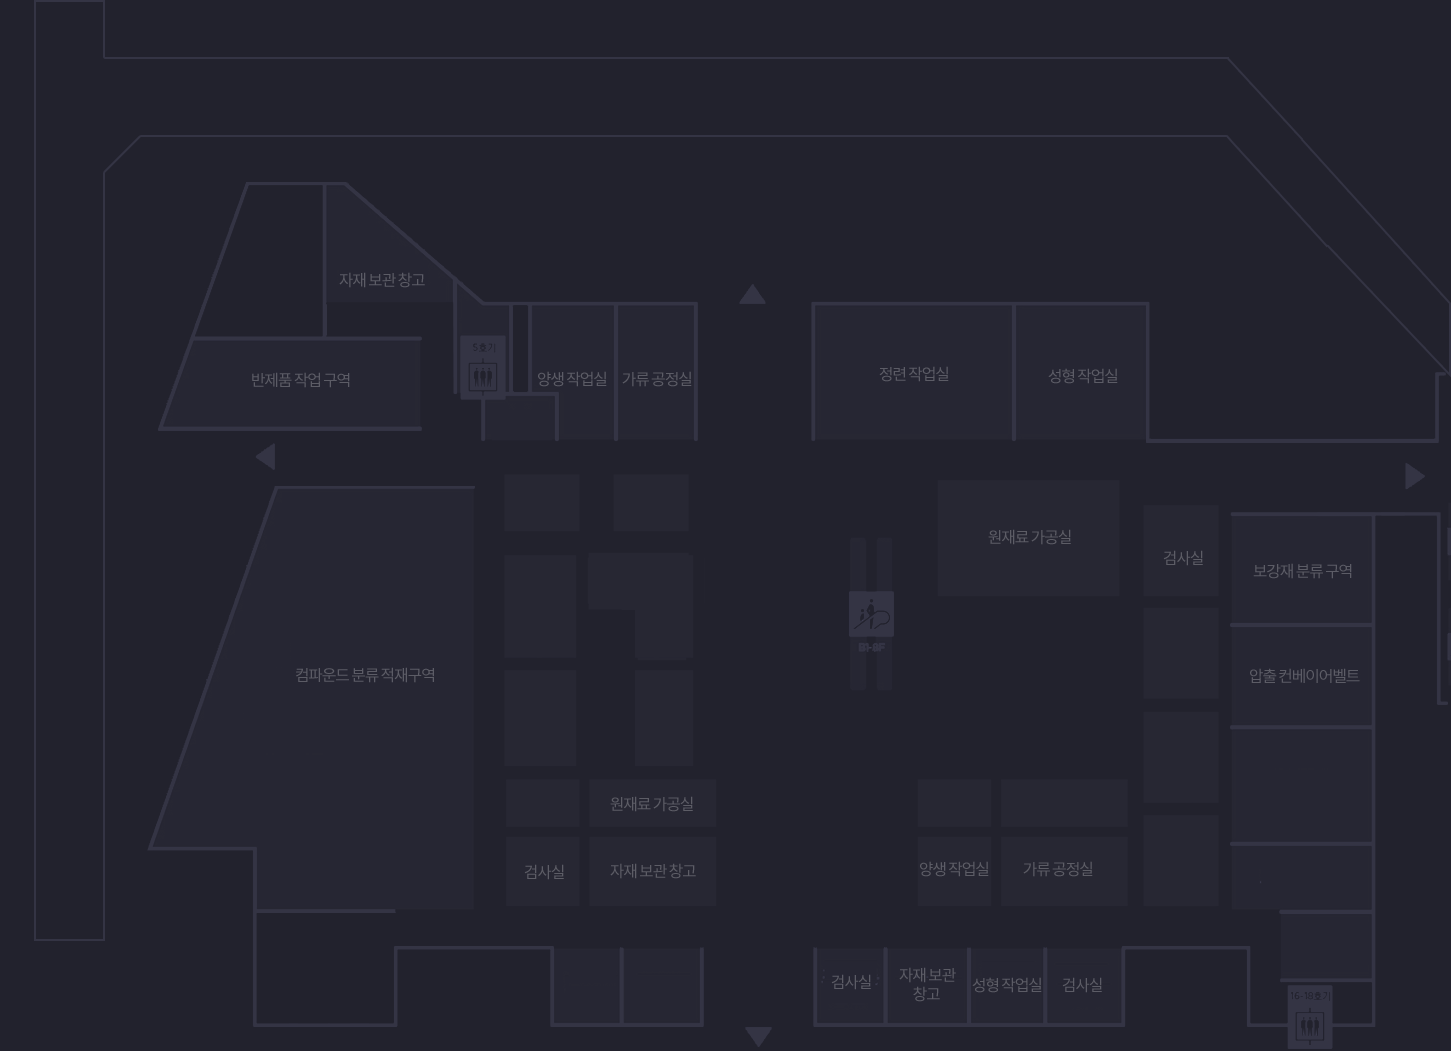 자재 보관 창고
5호기
반제품 작업 구역
양생 작업실
가류 공정실
정련 작업실
성형 작업실
원재료 가공실
검사실
보강재 분류 구역
컴파운드 분류 적재구역
압출 컨베이어벨트
원재료 가공실
검사실
자재 보관 창고
양생 작업실
가류 공정실
검사실
자재 보관
창고
성형 작업실
검사실
16-18호기